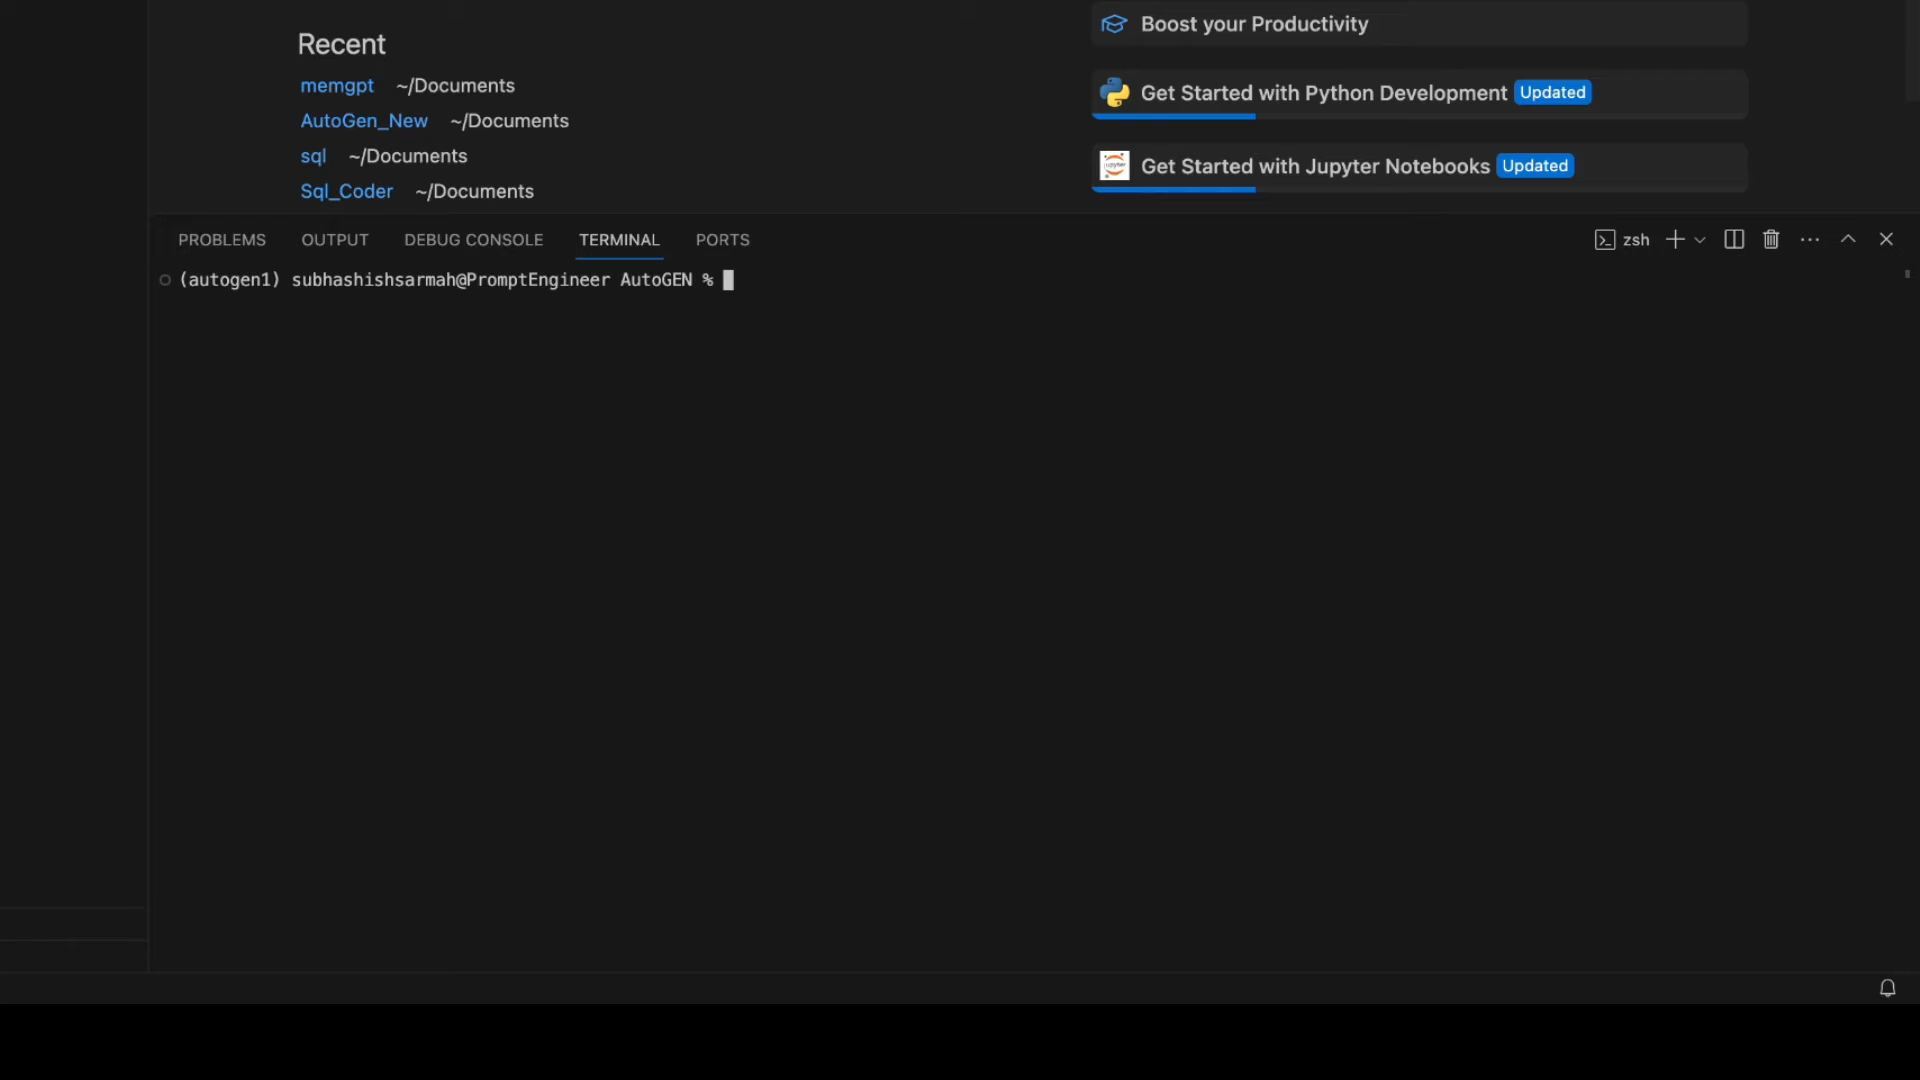 Recent
memgpt ~/Documents
AutoGen_New ~/Documents
sql ~/Documents
Sql_Coder ~/Documents
Boost your Productivity
Get Started with Python Development Updated
Get Started with Jupyter Notebooks Updated
PROBLEMS OUTPUT DEBUG CONSOLE TERMINAL PORTS zsh
(autogen1) subhashishsarmah@PromptEngineer AutoGEN %